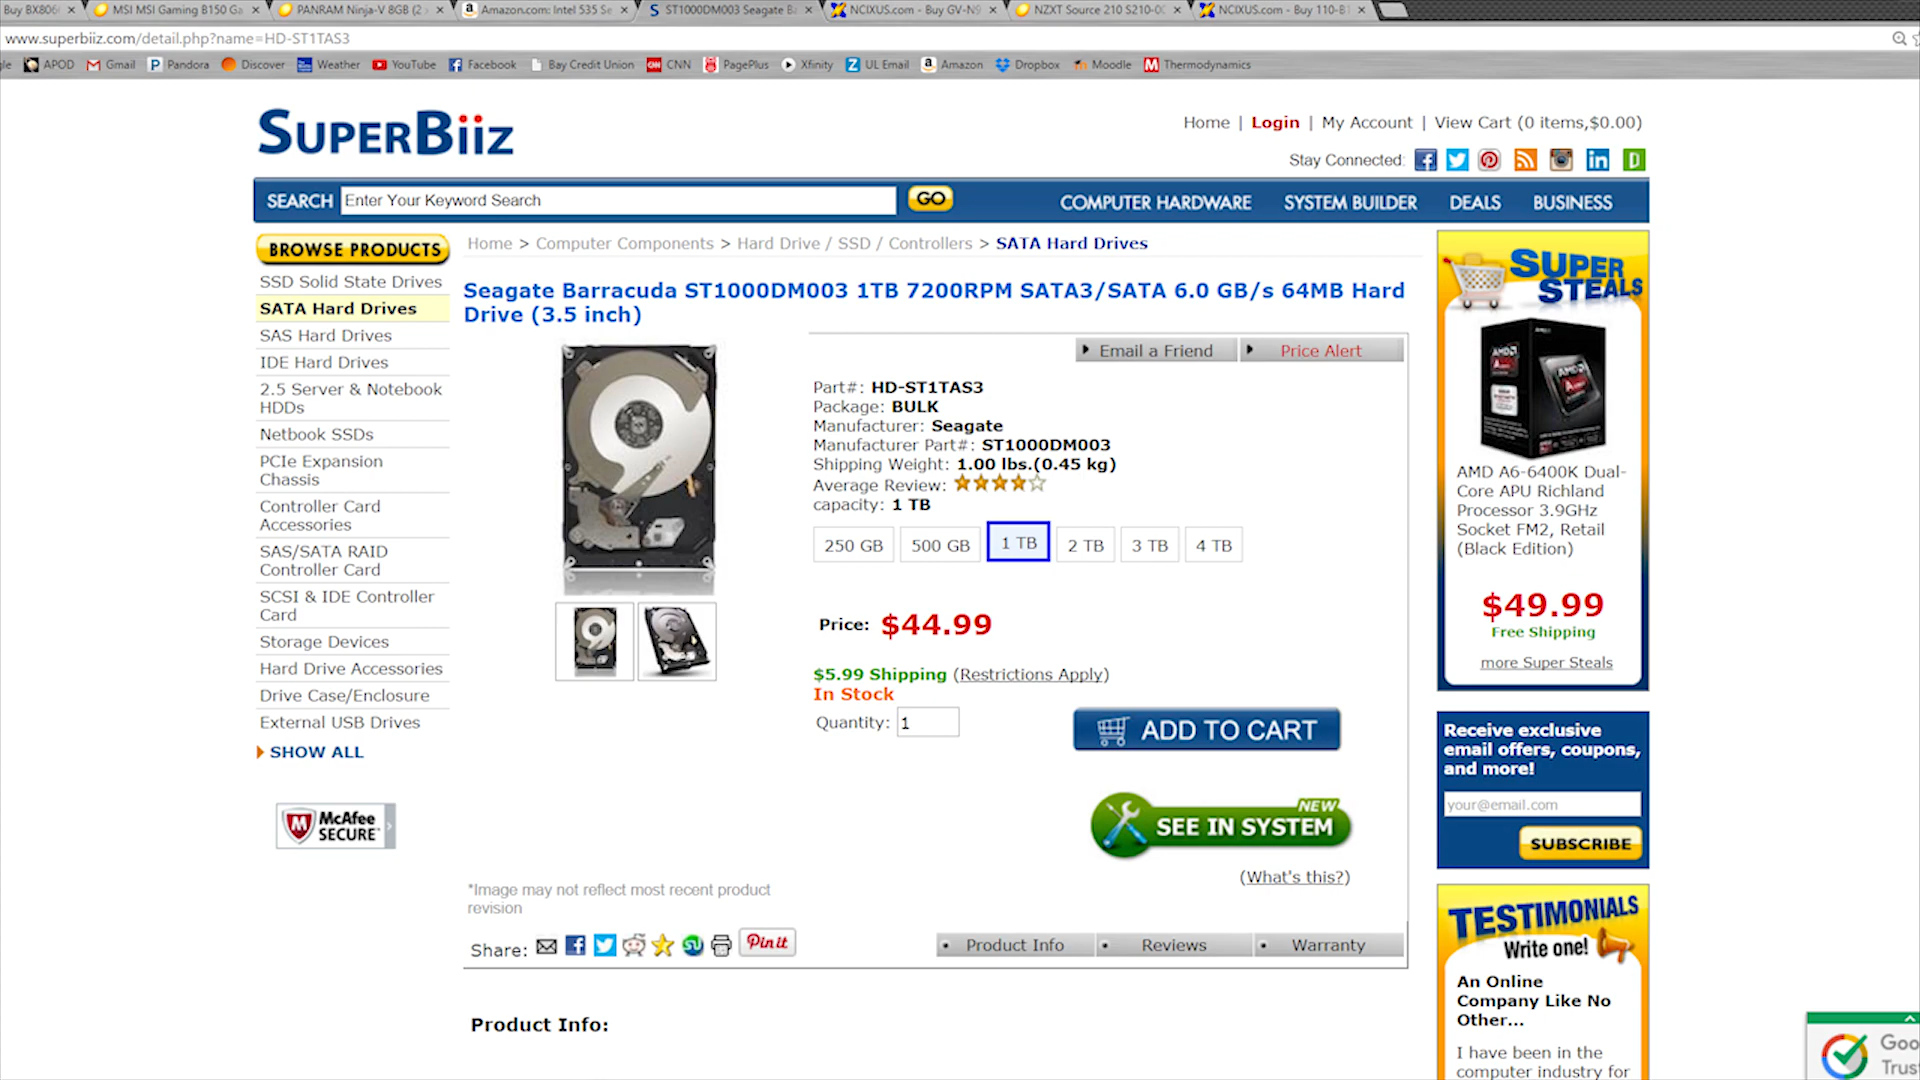 Buy BX806
MSI MSI Gaming B150 Ga
PANRAM Ninja-V 8GB (2
Amazon.com: Intel 535 Se
ST1000DM003 Seagate Ba
NCIXUS.com - Buy GV-N9
NZXT Source 210 S210-00
NCIXUS.com - Buy 110-B
www.superbiiz.com/detail.php?name=HD-ST1TAS3
gle APOD Gmail Pandora Discover Weather YouTube Facebook Bay Credit Union CNN PagePlus Xfinity UL Email Amazon Dropbox Moodle Thermodynamics
SUPERBiiZ
Home | Login | My Account | View Cart (0 items,$0.00)
Stay Connected:
SEARCH Enter Your Keyword Search GO
COMPUTER HARDWARE SYSTEM BUILDER DEALS BUSINESS
BROWSE PRODUCTS
SSD Solid State Drives
SATA Hard Drives
SAS Hard Drives
IDE Hard Drives
2.5 Server & Notebook
HDDs
Netbook SSDs
PCIe Expansion
Chassis
Controller Card
Accessories
SAS/SATA RAID
Controller Card
SCSI & IDE Controller
Card
Storage Devices
Hard Drive Accessories
Drive Case/Enclosure
External USB Drives
SHOW ALL
McAfee
SECURE
Home > Computer Components > Hard Drive / SSD / Controllers > SATA Hard Drives
Seagate Barracuda ST1000DM003 1TB 7200RPM SATA3/SATA 6.0 GB/s 64MB Hard
Drive (3.5 inch)
Email a Friend Price Alert
Part#: HD-ST1TAS3
Package: BULK
Manufacturer: Seagate
Manufacturer Part#: ST1000DM003
Shipping Weight: 1.00 lbs.(0.45 kg)
Average Review:
capacity: 1 TB
250 GB 500 GB 1 TB 2 TB 3 TB 4 TB
Price: $44.99
$5.99 Shipping (Restrictions Apply)
In Stock
Quantity: 1
ADD TO CART
NEW
SEE IN SYSTEM
(What's this?)
*Image may not reflect most recent product
revision
Share: Pin it
Product Info Reviews Warranty
Product Info:
SUPER
STEALS
AMD
AMD A6-6400K Dual-
Core APU Richland
Processor 3.9GHz
Socket FM2, Retail
(Black Edition)
$49.99
Free Shipping
more Super Steals
Receive exclusive
email offers, coupons,
and more!
your@email.com
SUBSCRIBE
TESTIMONIALS
Write one!
An Online
Company Like No
Other...
I have been in the
computer industry for
Goo
Trus